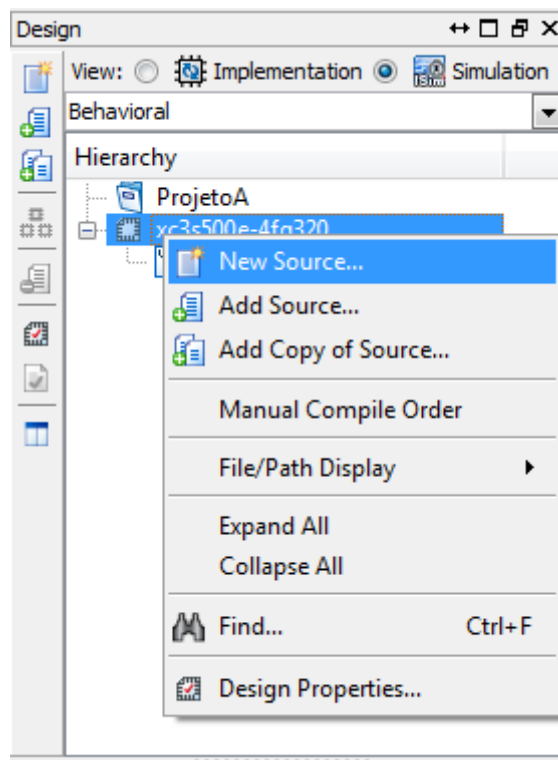 Design
View: Implementation Simulation
Behavioral
Hierarchy
ProjetoA
xc3s500e-4fg320
New Source...
Add Source...
Add Copy of Source...
Manual Compile Order
File/Path Display
Expand All
Collapse All
Find... Ctrl+F
Design Properties...